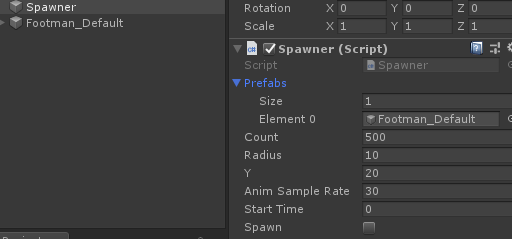 Spawner
Footman_Default
Rotation X 0 Y 0 Z 0
Scale X 1 Y 1 Z 1
Spawner (Script)
Script Spawner
Prefabs
Size 1
Element 0 Footman_Default
Count 500
Radius 10
Y 20
Anim Sample Rate 30
Start Time 0
Spawn